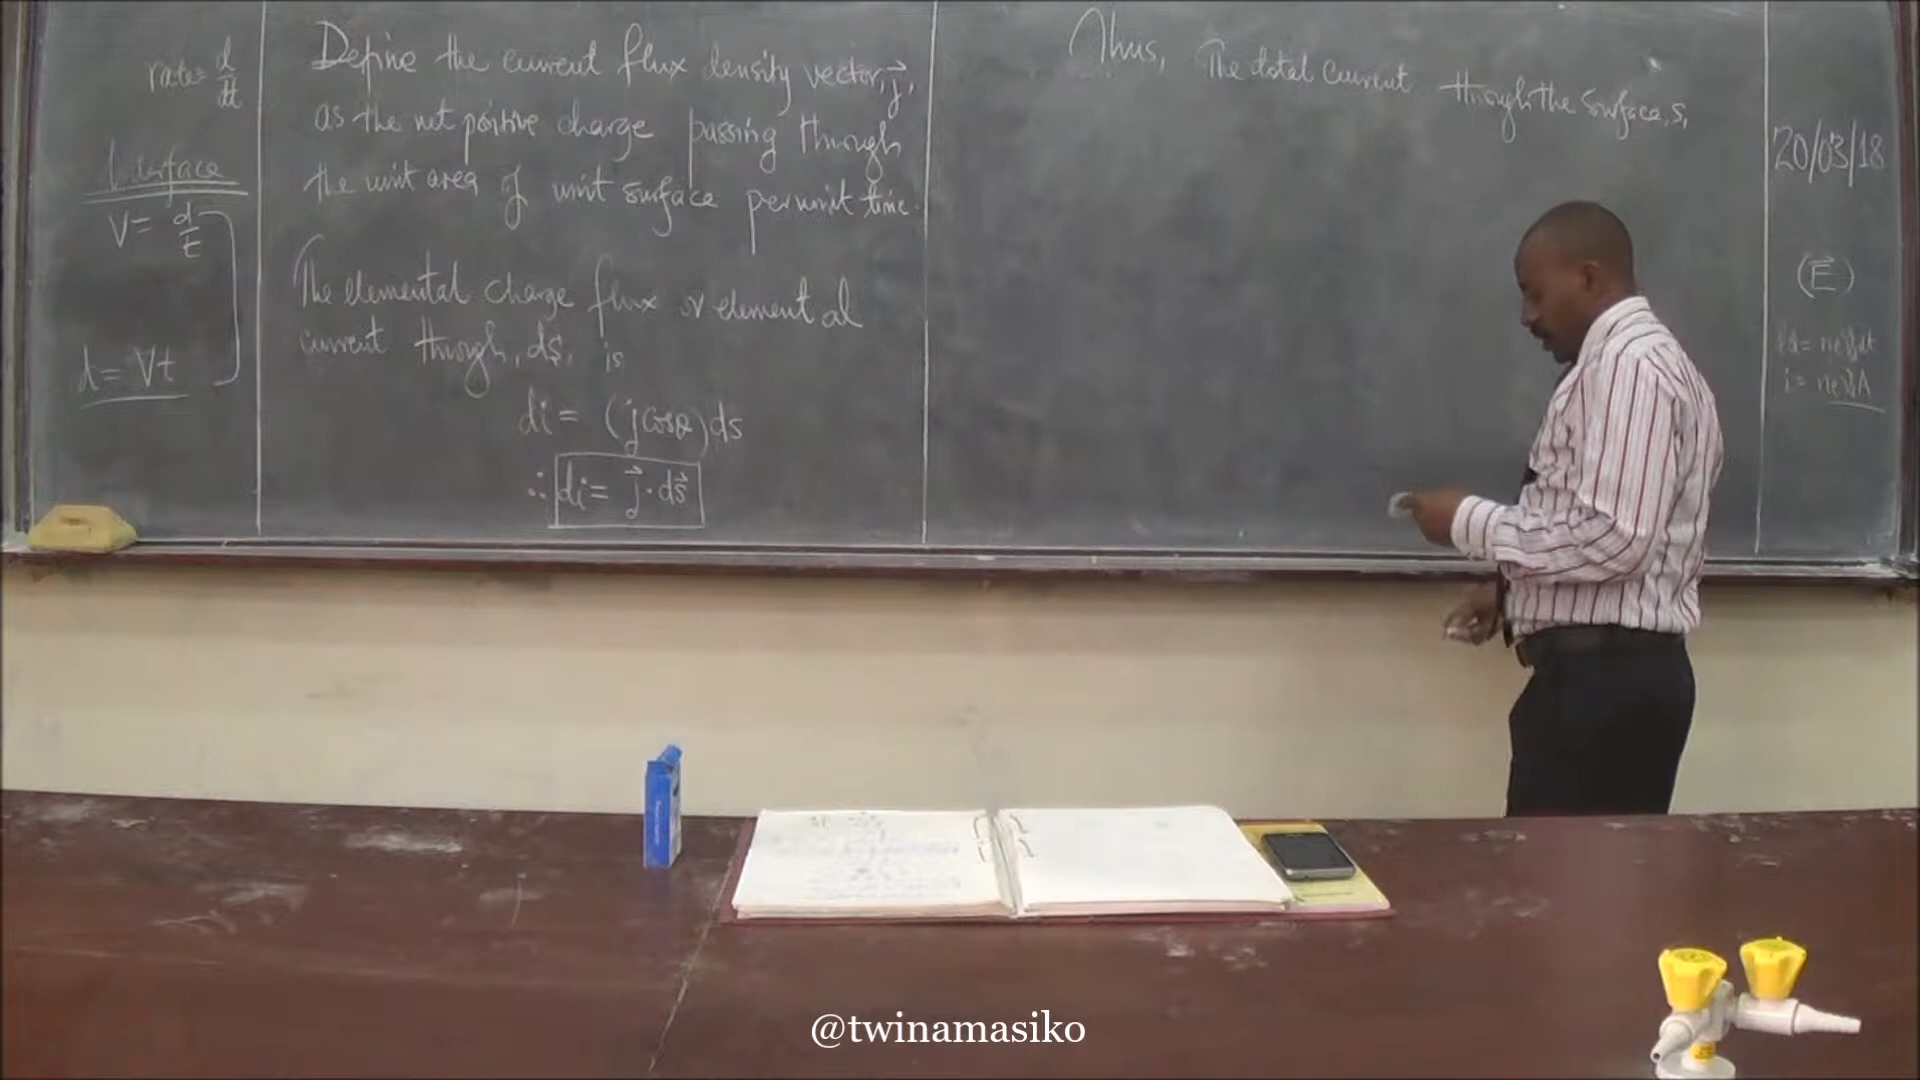 rate = d/dt
Interface
V = d/t
d = Vt
Define the current flux density vector, j⃗,
as the net positive charge passing through
the unit area of unit surface per unit time.
The elemental charge flux or elemental
current through, ds, is
di = (j cosθ) ds
∴ di = j⃗ · ds⃗
Thus, The total current through the surface, s,
20/03/18
(E⃗)
i = nevA
@twinamasiko